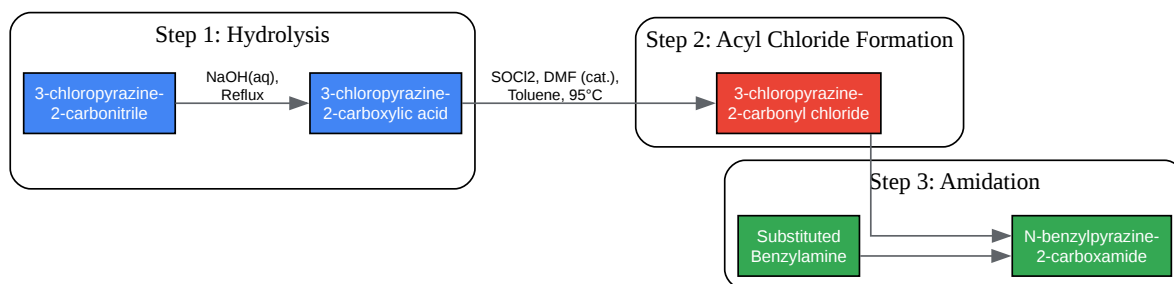 Step 1: Hydrolysis
3-chloropyrazine-
2-carbonitrile
NaOH(aq),
Reflux
3-chloropyrazine-
2-carboxylic acid
SOCl2, DMF (cat.),
Toluene, 95°C
Step 2: Acyl Chloride Formation
3-chloropyrazine-
2-carbonyl chloride
Step 3: Amidation
Substituted
Benzylamine
N-benzylpyrazine-
2-carboxamide